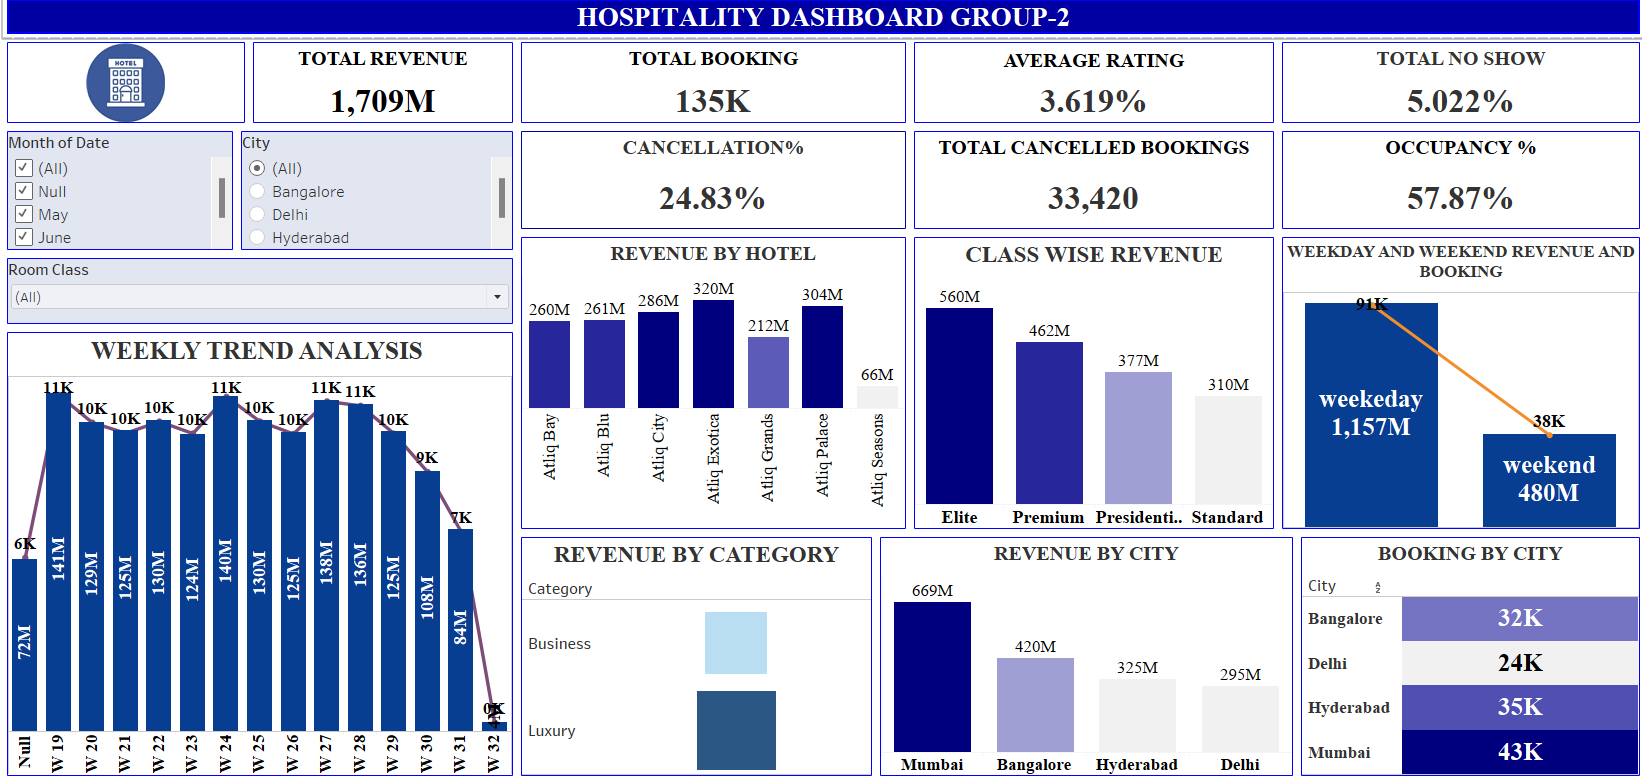 HOSPITALITY DASHBOARD GROUP-2
HOTEL
TOTAL REVENUE
1,709M
TOTAL BOOKING
135K
AVERAGE RATING
3.619%
TOTAL NO SHOW
5.022%
Month of Date
(All)
Null
May
June
City
(All)
Bangalore
Delhi
Hyderabad
CANCELLATION%
24.83%
TOTAL CANCELLED BOOKINGS
33,420
OCCUPANCY %
57.87%
Room Class
(All)
REVENUE BY HOTEL
260M
261M
286M
320M
212M
304M
66M
Atliq Bay
Atliq Blu
Atliq City
Atliq Exotica
Atliq Grands
Atliq Palace
Atliq Seasons
CLASS WISE REVENUE
560M
462M
377M
310M
Elite
Premium
Presidenti..
Standard
WEEKDAY AND WEEKEND REVENUE AND
BOOKING
91K
weekeday
1,157M
38K
weekend
480M
WEEKLY TREND ANALYSIS
6K
11K
10K
10K
10K
10K
11K
10K
10K
11K
11K
10K
9K
7K
0K
72M
141M
129M
125M
130M
124M
140M
130M
125M
138M
136M
125M
108M
84M
4M
Null
W 19
W 20
W 21
W 22
W 23
W 24
W 25
W 26
W 27
W 28
W 29
W 30
W 31
W 32
REVENUE BY CATEGORY
Category
Business
Luxury
REVENUE BY CITY
669M
420M
325M
295M
Mumbai
Bangalore
Hyderabad
Delhi
BOOKING BY CITY
City
Bangalore
32K
Delhi
24K
Hyderabad
35K
Mumbai
43K